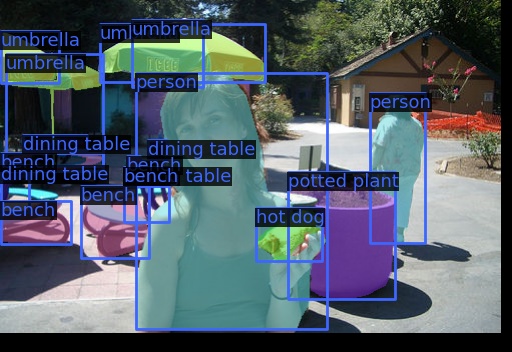 umbrella
umbrella
umbrella
umbrella
person
person
dining table
dining table
bench
bench
dining table
bench
table
potted plant
bench
bench
hot dog